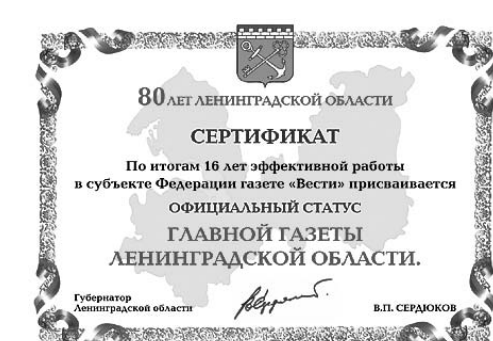 80 ЛЕТ ЛЕНИНГРАДСКОЙ ОБЛАСТИ
СЕРТИФИКАТ
По итогам 16 лет эффективной работы
в субъекте Федерации газете «Вести» присваивается
ОФИЦИАЛЬНЫЙ СТАТУС
ГЛАВНОЙ ГАЗЕТЫ
ЛЕНИНГРАДСКОЙ ОБЛАСТИ.
Губернатор
Ленинградской области
В.П. СЕРДЮКОВ